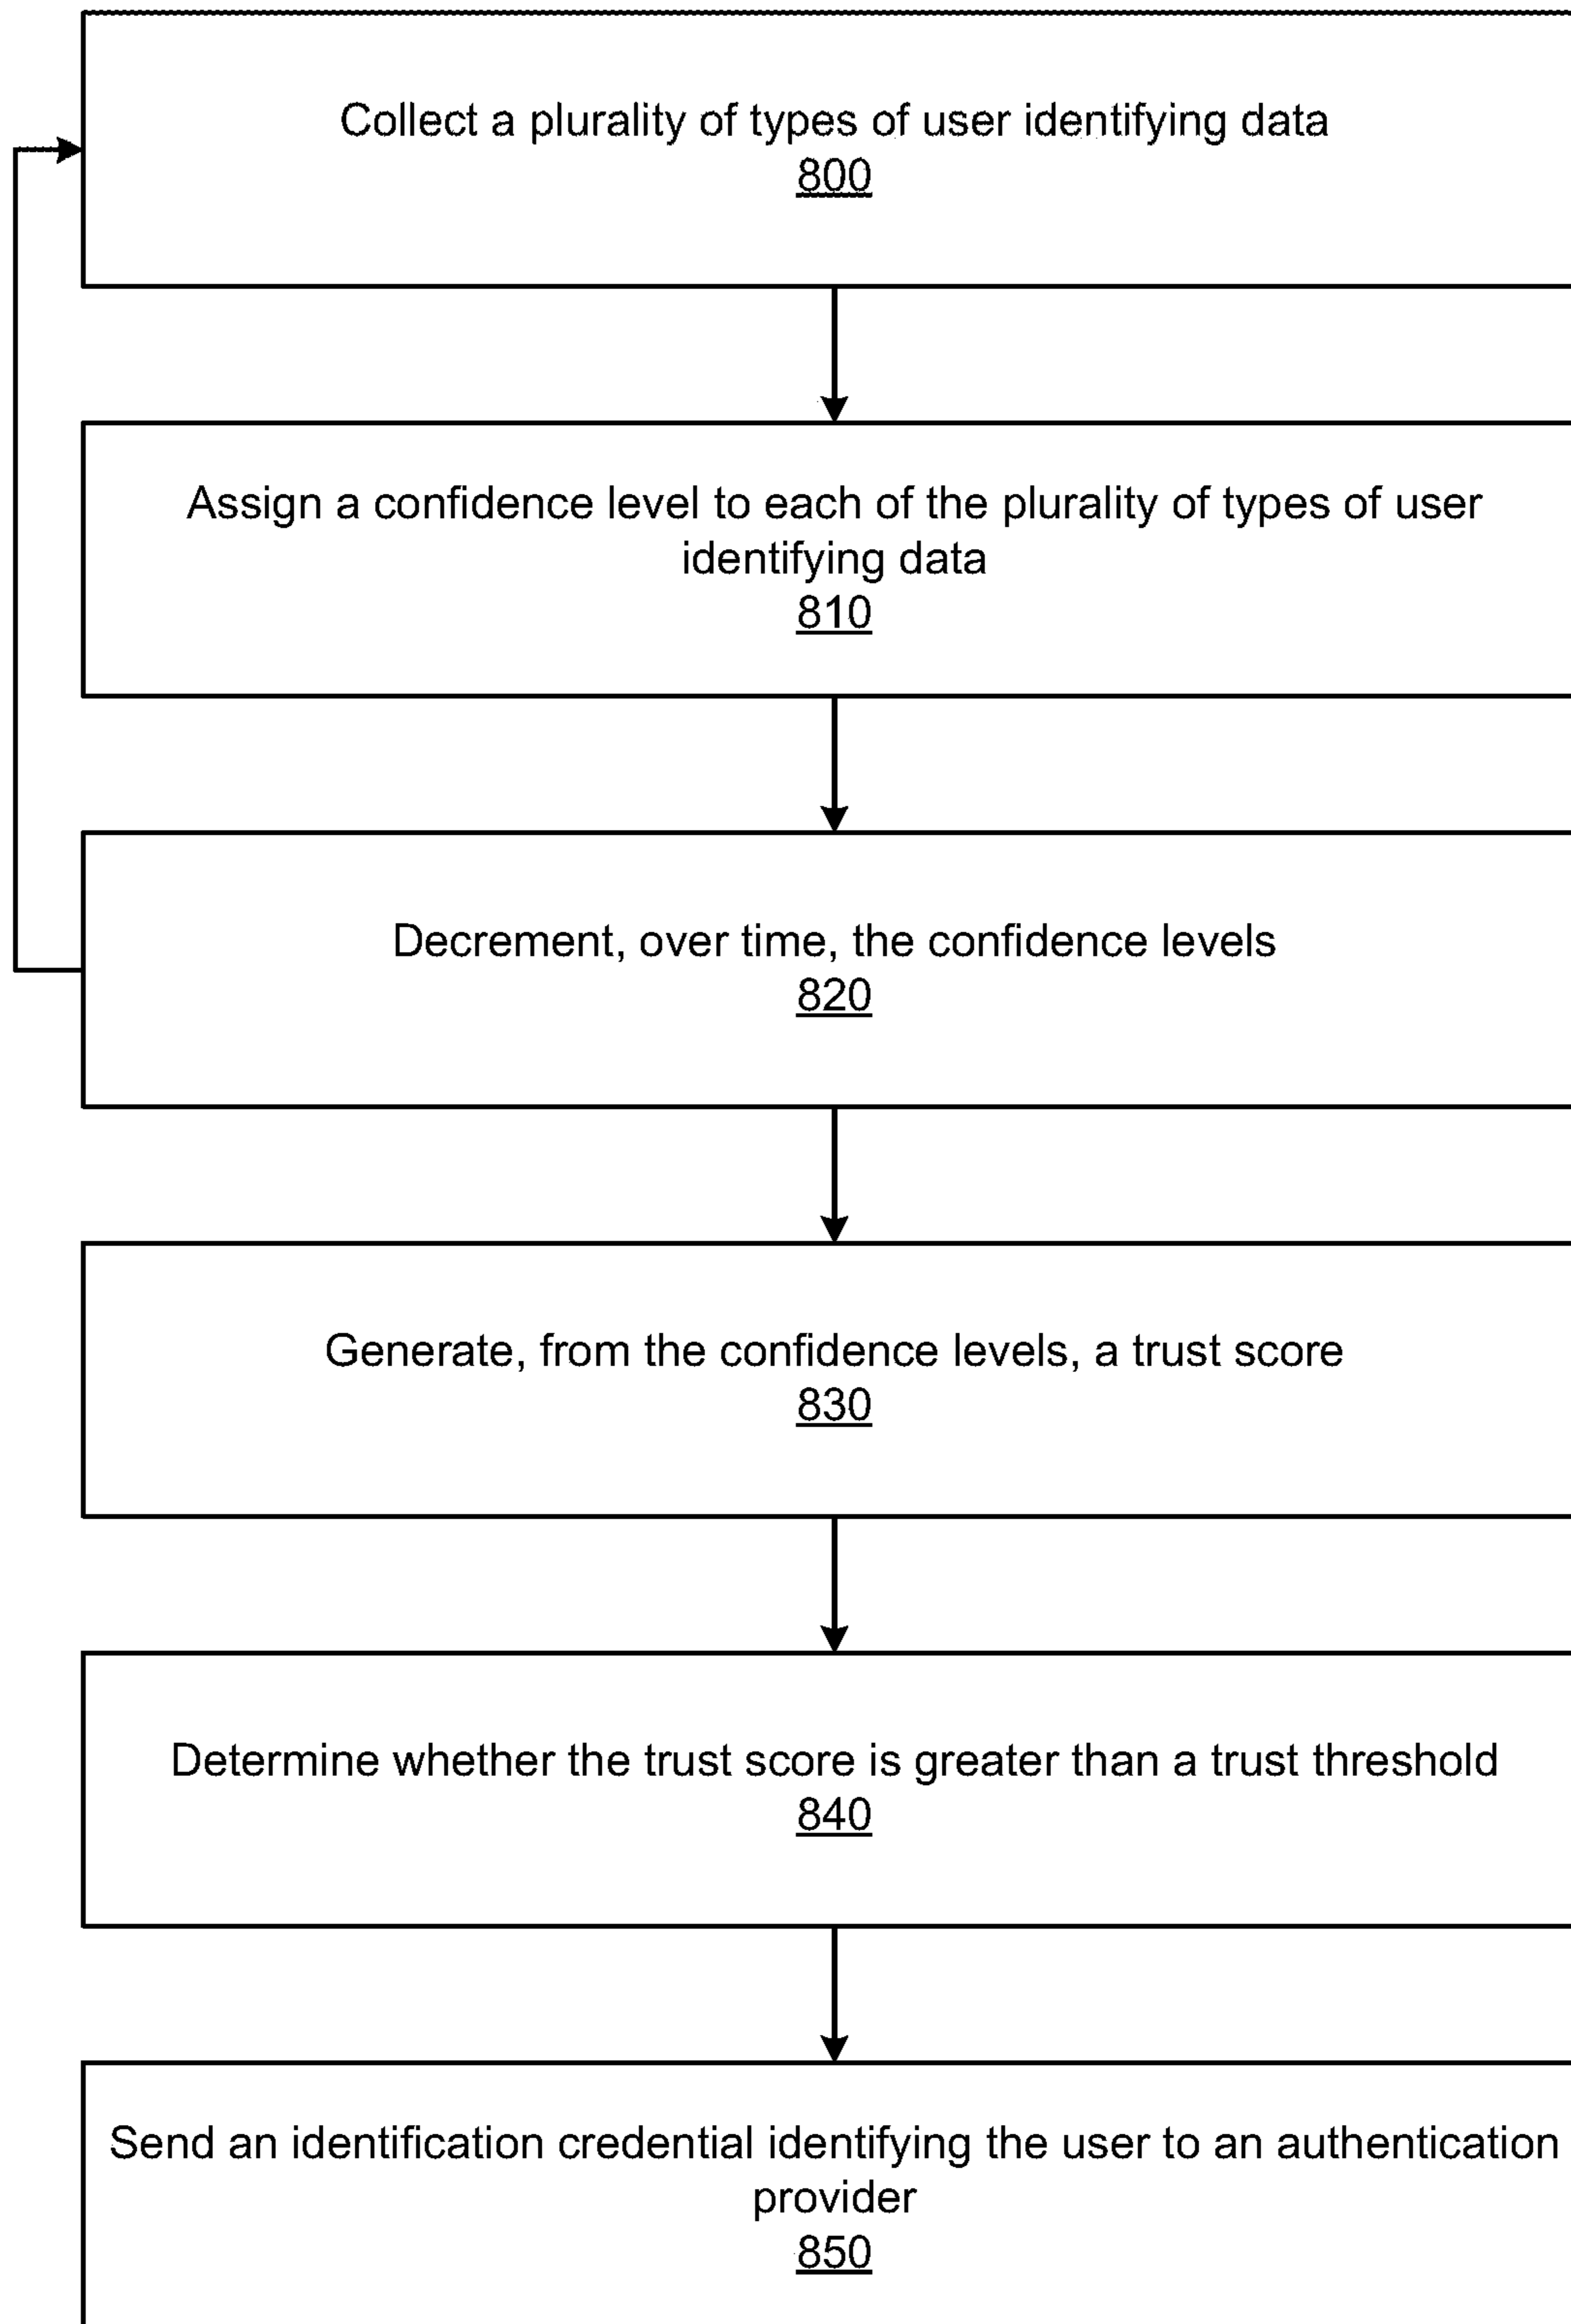 Collect a plurality of types of user identifying data
800
Assign a confidence level to each of the plurality of types of user
identifying data
810
Decrement, over time, the confidence levels
820
Generate, from the confidence levels, a trust score
830
Determine whether the trust score is greater than a trust threshold
840
Send an identification credential identifying the user to an authentication
provider
850